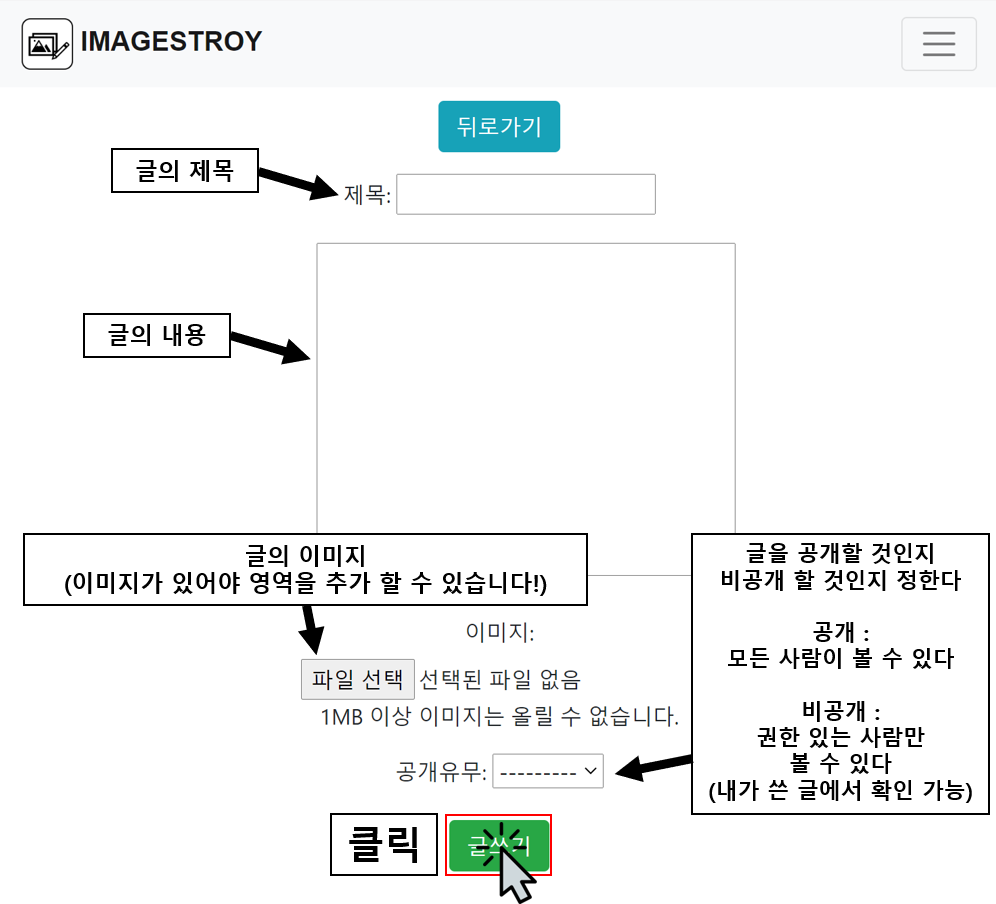 IMAGESTROY
뒤로가기
글의 제목
제목:
글의 내용
글의 이미지
(이미지가 있어야 영역을 추가 할 수 있습니다!)
글을 공개할 것인지
비공개 할 것인지 정한다
공개 :
모든 사람이 볼 수 있다
비공개 :
권한 있는 사람만
볼 수 있다
(내가 쓴 글에서 확인 가능)
이미지:
파일 선택 선택된 파일 없음
1MB 이상 이미지는 올릴 수 없습니다.
공개유무: ---------
클릭
글쓰기